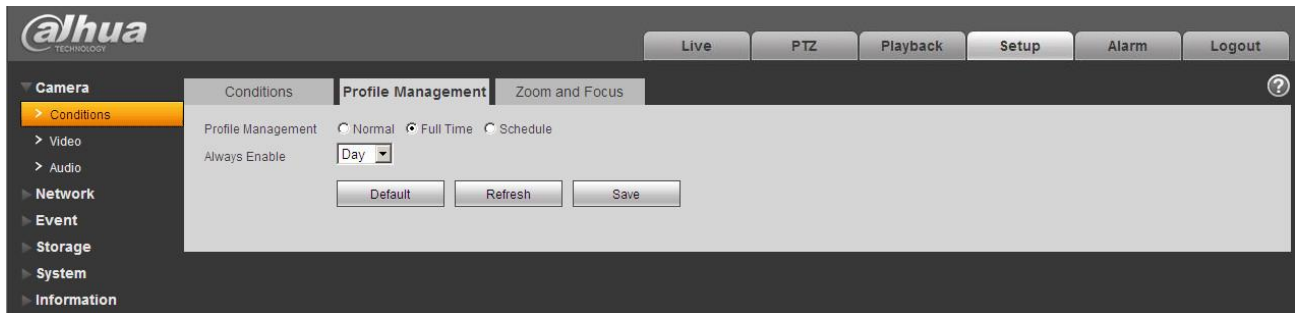 alhua
TECHNOLOGY
Live PTZ Playback Setup Alarm Logout
Camera
> Conditions
> Video
> Audio
Network
Event
Storage
System
Information
Conditions Profile Management Zoom and Focus ?
Profile Management Normal Full Time Schedule
Always Enable Day
Default Refresh Save